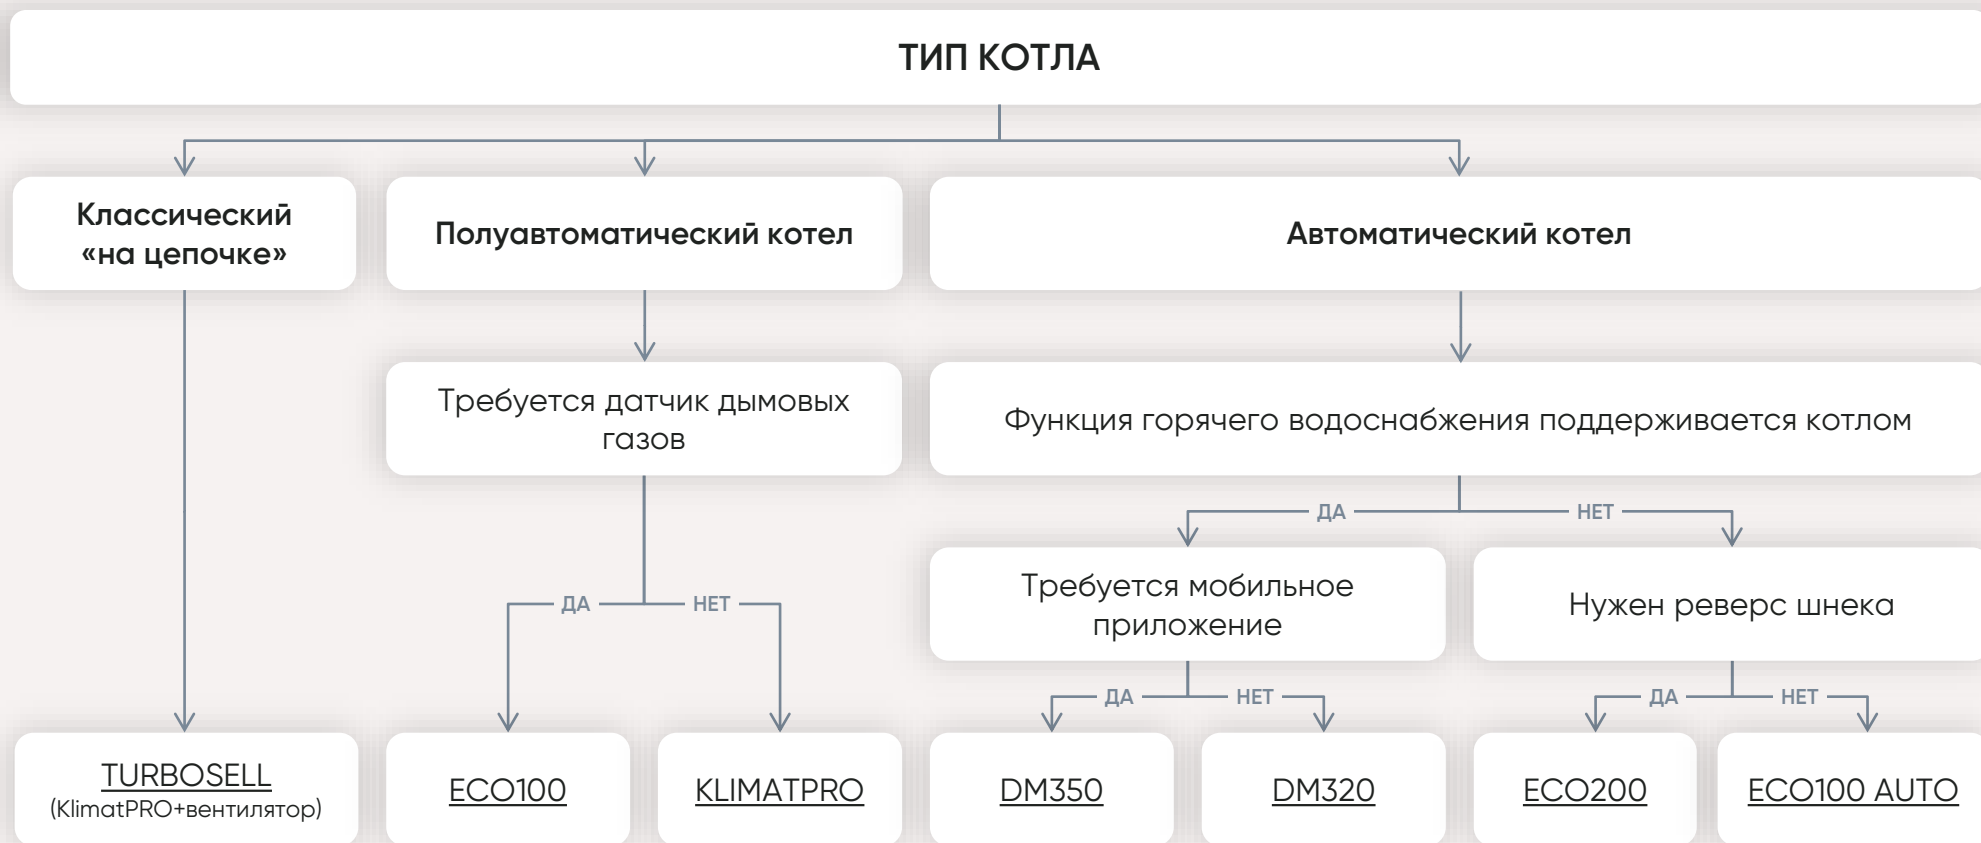 ТИП КОТЛА
Классический
«на цепочке»
Полуавтоматический котел
Автоматический котел
Требуется датчик дымовых
газов
Функция горячего водоснабжения поддерживается котлом
ДА
НЕТ
Требуется мобильное
приложение
Нужен реверс шнека
ДА
НЕТ
ДА
НЕТ
ДА
НЕТ
TURBOSELL
(KlimatPRO+вентилятор)
ECO100
KLIMATPRO
DM350
DM320
ECO200
ECO100 AUTO